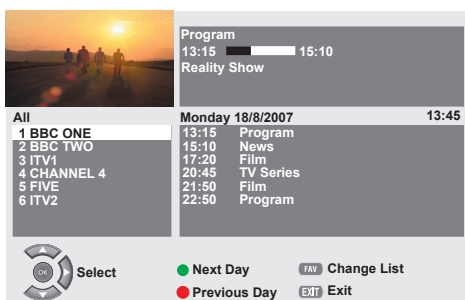 Program
13:15 15:10
Reality Show
All
Monday 18/8/2007 13:45
1 BBC ONE
2 BBC TWO
3 ITV1
4 CHANNEL 4
5 FIVE
6 ITV2
13:15 Program
15:10 News
17:20 Film
20:45 TV Series
21:50 Film
22:50 Program
OK Select
Next Day
FAV Change List
Previous Day
EXIT Exit